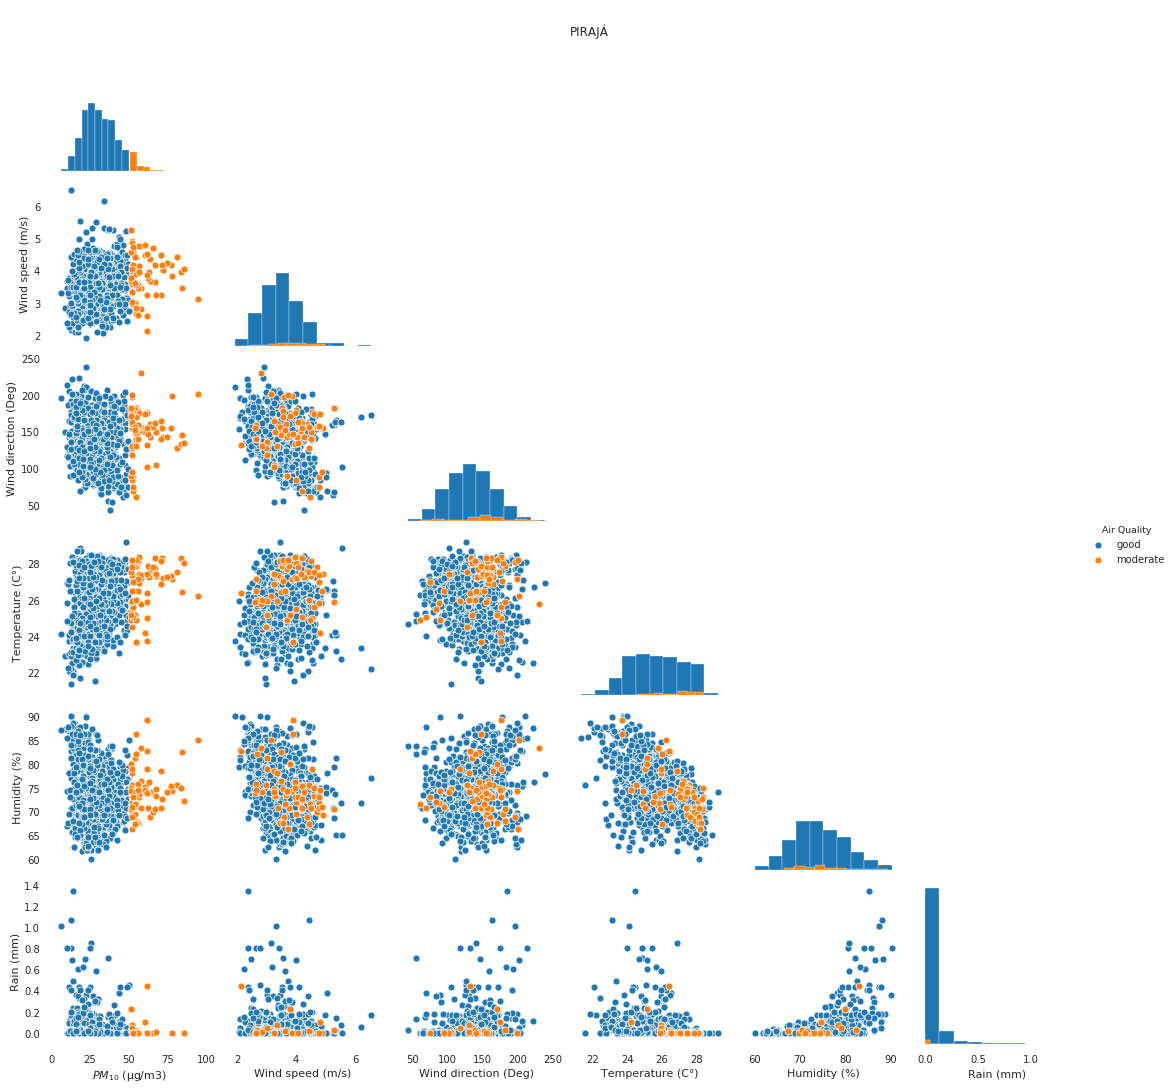 PIRAJÁ
Wind speed (m/s)
6
5
4
3
2
Wind direction (Deg)
250
200
150
100
50
Temperature (C°)
28
26
24
22
Air Quality
good
moderate
Humidity (%)
90
85
80
75
70
65
60
Rain (mm)
1.4
1.2
1.0
0.8
0.6
0.4
0.2
0.0
0 25 50 75 100 2 4 6 50 100 150 200 250 22 24 26 28 60 70 80 90 0.0 0.5 1.0
PM10 (µg/m3) Wind speed (m/s) Wind direction (Deg) Temperature (C°) Humidity (%) Rain (mm)